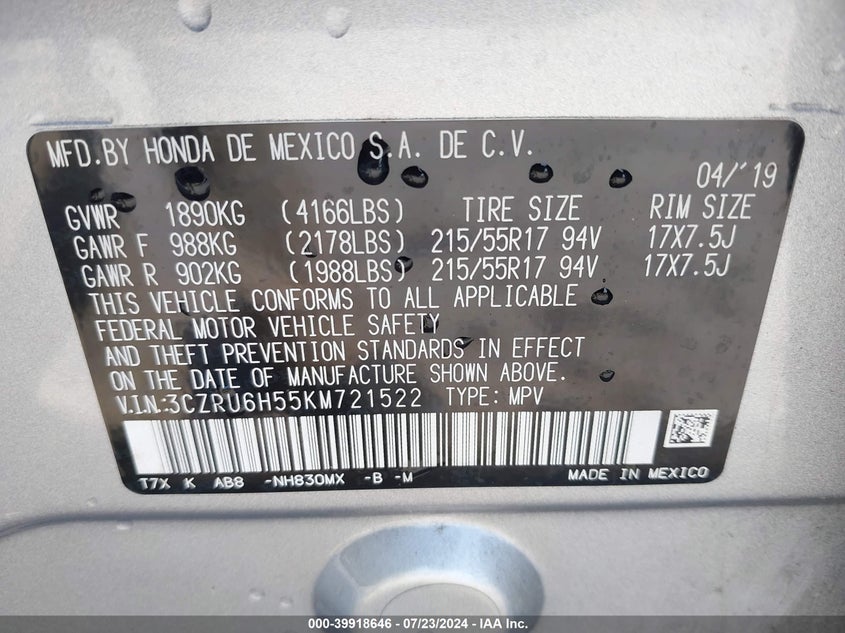 MFD.BY HONDA DE MEXICO S.A. DE C.V.
04/'19
GVWR 1890KG (4166LBS) TIRE SIZE RIM SIZE
GAWR F 988KG (2178LBS) 215/55R17 94V 17X7.5J
GAWR R 902KG (1988LBS) 215/55R17 94V 17X7.5J
THIS VEHICLE CONFORMS TO ALL APPLICABLE
FEDERAL MOTOR VEHICLE SAFETY
AND THEFT PREVENTION STANDARDS IN EFFECT
ON THE DATE OF MANUFACTURE SHOWN ABOVE.
V.I.N.:3CZRU6H55KM721522 TYPE: MPV
T7X K AB8 -NH830MX -B -M MADE IN MEXICO
000-39918646 / 07/23/2024 - IAA Inc.